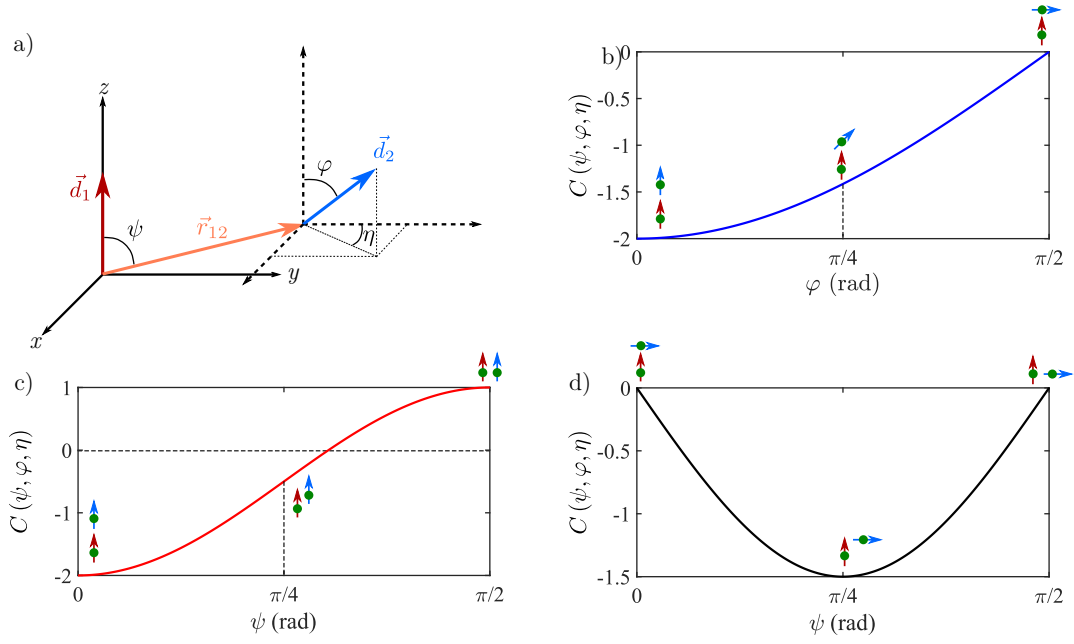 a)
z
d⃗1
ψ
r⃗12
φ
d⃗2
η
y
x
b)
C (ψ, φ, η)
0
-0.5
-1
-1.5
-2
0
π/4
π/2
φ (rad)
c)
C (ψ, φ, η)
1
0
-1
-2
0
π/4
π/2
ψ (rad)
d)
C (ψ, φ, η)
0
-0.5
-1
-1.5
0
π/4
π/2
ψ (rad)